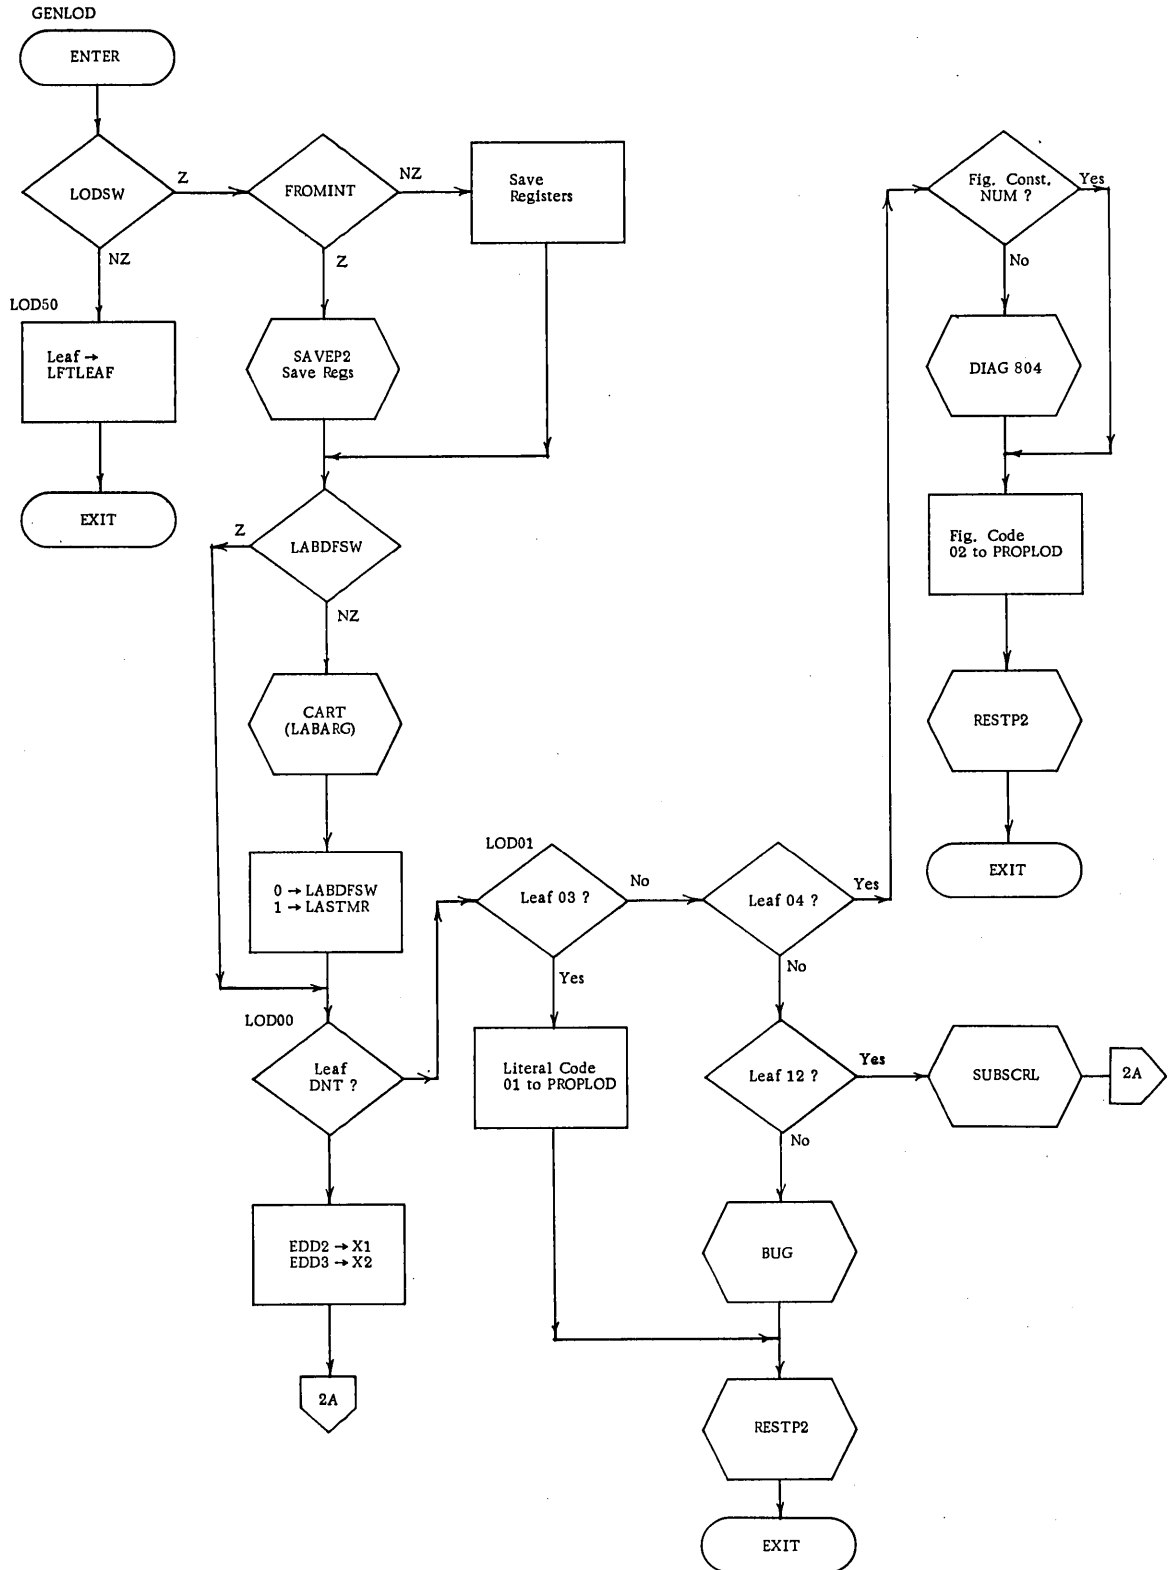 GENLOD
ENTER
LODSW
Z
NZ
FROMINT
NZ
Z
Save
Registers
LOD50
Leaf →
LFTLEAF
EXIT
SAVEP2
Save Regs
LABDFSW
Z
NZ
CART
(LABARG)
0 → LABDFSW
1 → LASTMR
LOD00
Leaf
DNT ?
EDD2 → X1
EDD3 → X2
2A
LOD01
Leaf 03 ?
No
Yes
Literal Code
01 to PROPLOD
Leaf 04 ?
Yes
No
Leaf 12 ?
Yes
No
SUBSCRL
2A
BUG
RESTP2
EXIT
Fig. Const.
NUM ?
Yes
No
DIAG 804
Fig. Code
02 to PROPLOD
RESTP2
EXIT